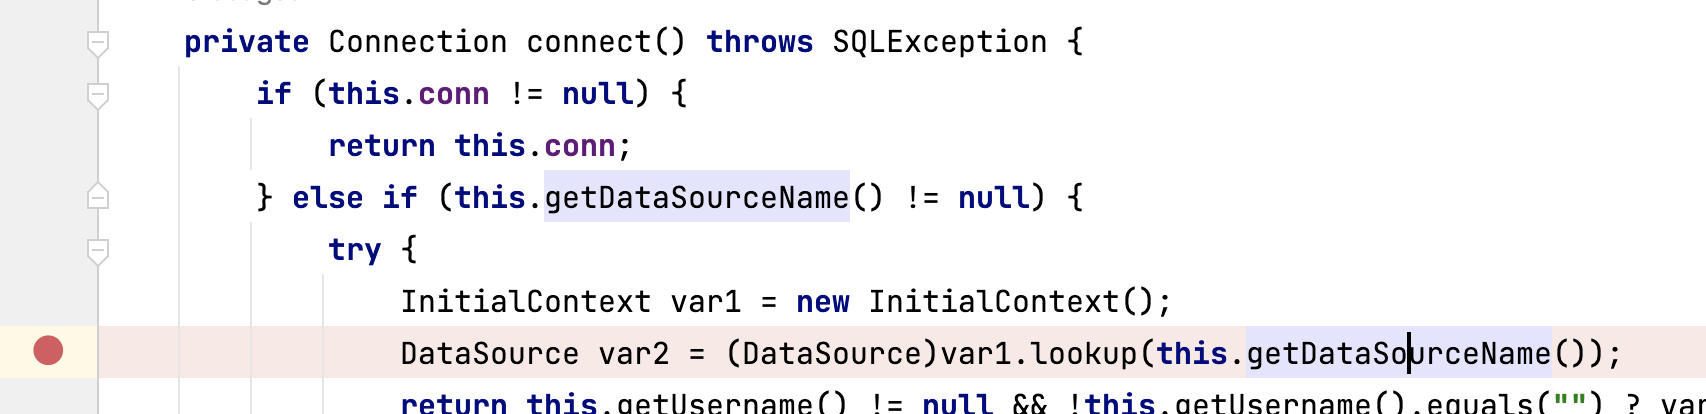 private Connection connect() throws SQLException {
if (this.conn != null) {
return this.conn;
} else if (this.getDataSourceName() != null) {
try {
InitialContext var1 = new InitialContext();
DataSource var2 = (DataSource)var1.lookup(this.getDataSourceName());
return this.getUsername() != null && !this.getUsername().equals("") ? va